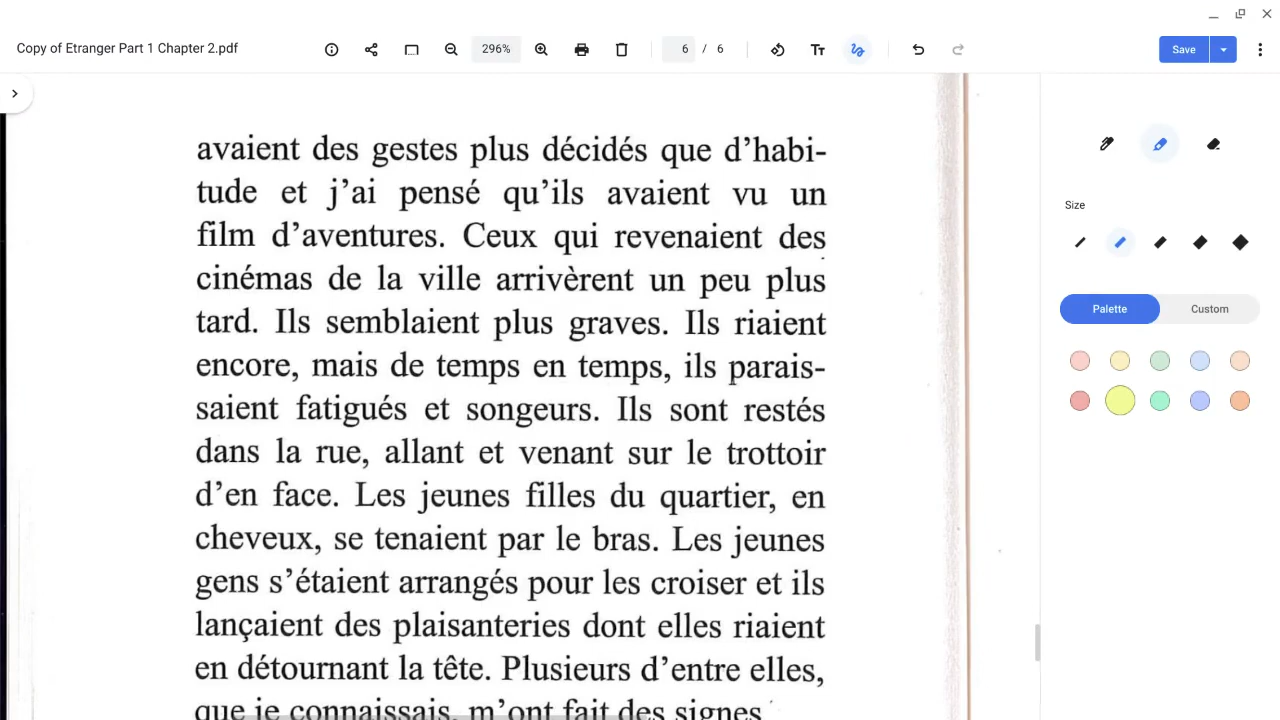 Copy of Etranger Part 1 Chapter 2.pdf
296%
6 / 6
Tт
Save
avaient des gestes plus décidés que d’habi-
tude et j’ai pensé qu’ils avaient vu un
film d’aventures. Ceux qui revenaient des
cinémas de la ville arrivèrent un peu plus
tard. Ils semblaient plus graves. Ils riaient
encore, mais de temps en temps, ils parais-
saient fatigués et songeurs. Ils sont restés
dans la rue, allant et venant sur le trottoir
d’en face. Les jeunes filles du quartier, en
cheveux, se tenaient par le bras. Les jeunes
gens s’étaient arrangés pour les croiser et ils
lançaient des plaisanteries dont elles riaient
en détournant la tête. Plusieurs d’entre elles,
que je connaissais, m’ont fait des signes
Size
Palette
Custom